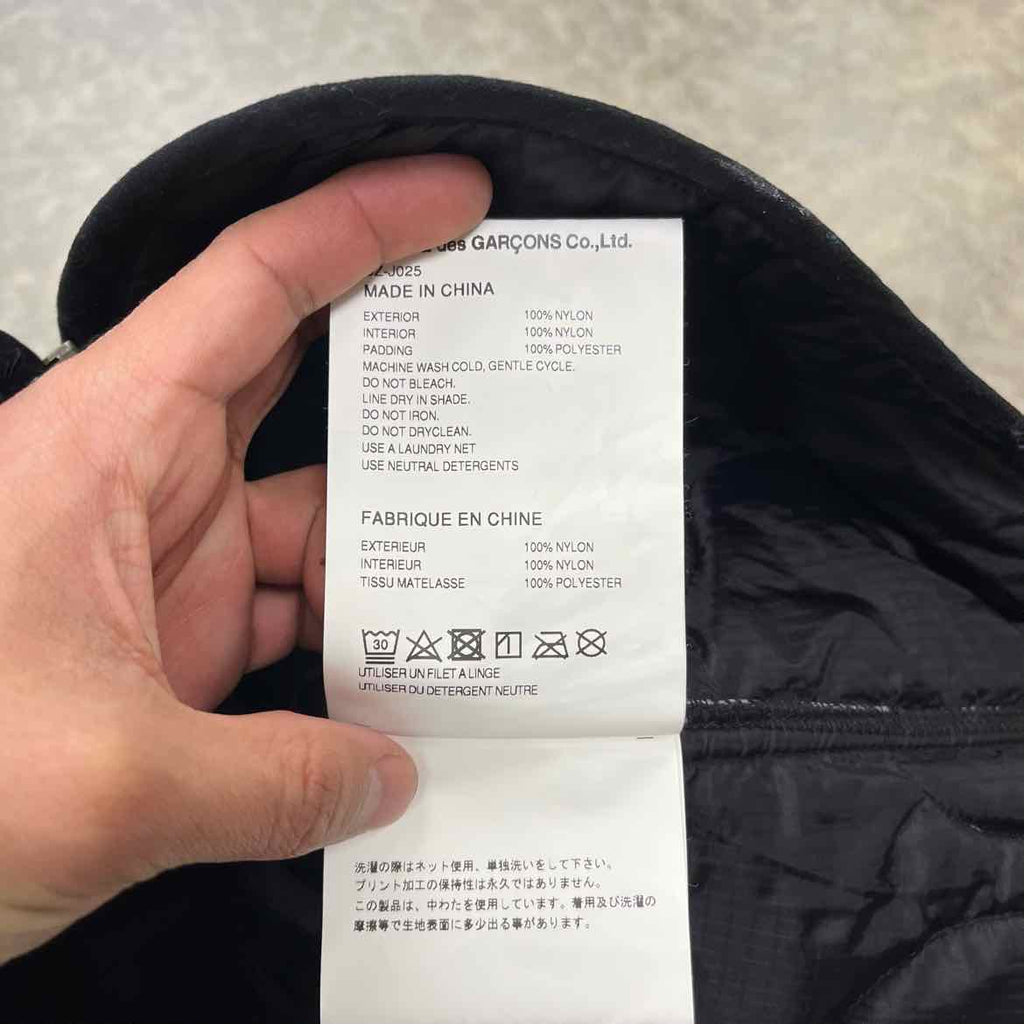 des GARÇONS Co.,Ltd.
-J025
MADE IN CHINA
EXTERIOR 100% NYLON
INTERIOR 100% NYLON
PADDING 100% POLYESTER
MACHINE WASH COLD, GENTLE CYCLE.
DO NOT BLEACH.
LINE DRY IN SHADE.
DO NOT IRON.
DO NOT DRYCLEAN.
USE A LAUNDRY NET
USE NEUTRAL DETERGENTS
FABRIQUE EN CHINE
EXTERIEUR 100% NYLON
INTERIEUR 100% NYLON
TISSU MATELASSE 100% POLYESTER
30
UTILISER UN FILET A LINGE
UTILISER DU DETERGENT NEUTRE
洗濯の際はネット使用、単独洗いをして下さい。
プリント加工の保持性は永久ではありません。
この製品は、中わたを使用しています。着用及び洗濯の
摩擦等で生地表面に多少出る事があります。